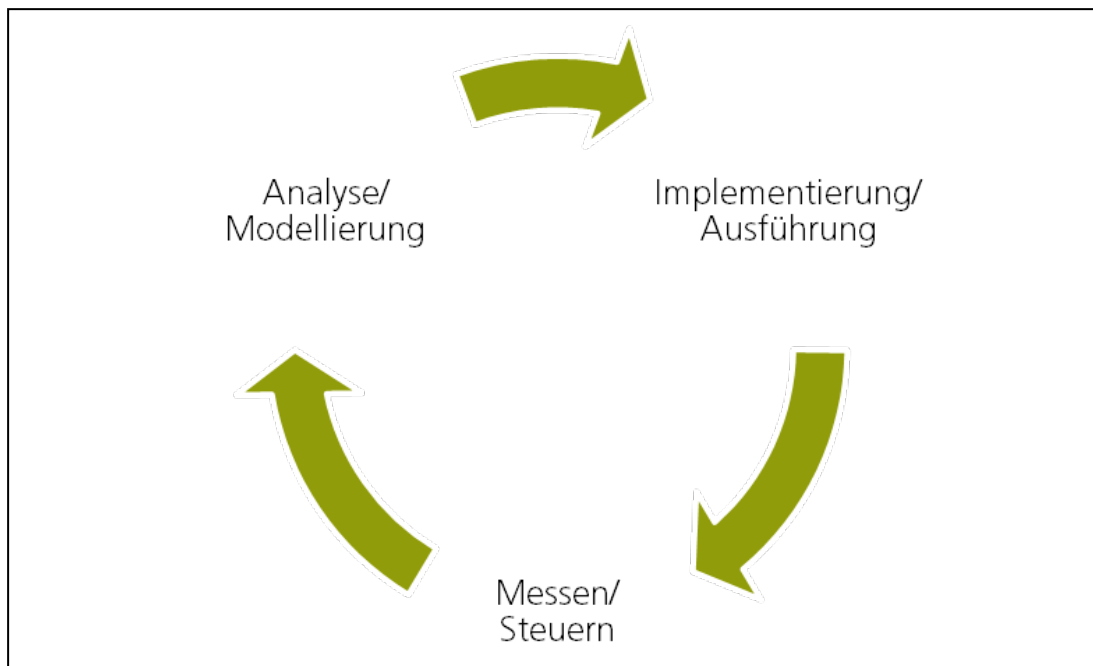 Analyse/
Modellierung
Implementierung/
Ausführung
Messen/
Steuern